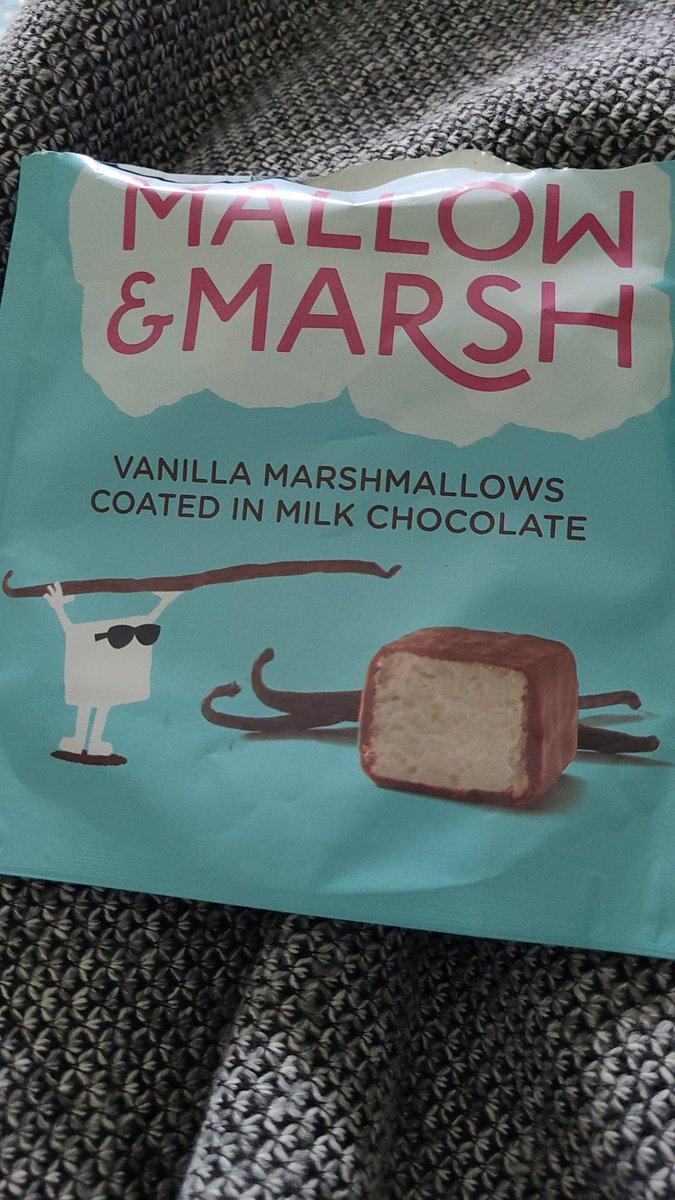 MALLOW
&MARSH
VANILLA MARSHMALLOWS
COATED IN MILK CHOCOLATE